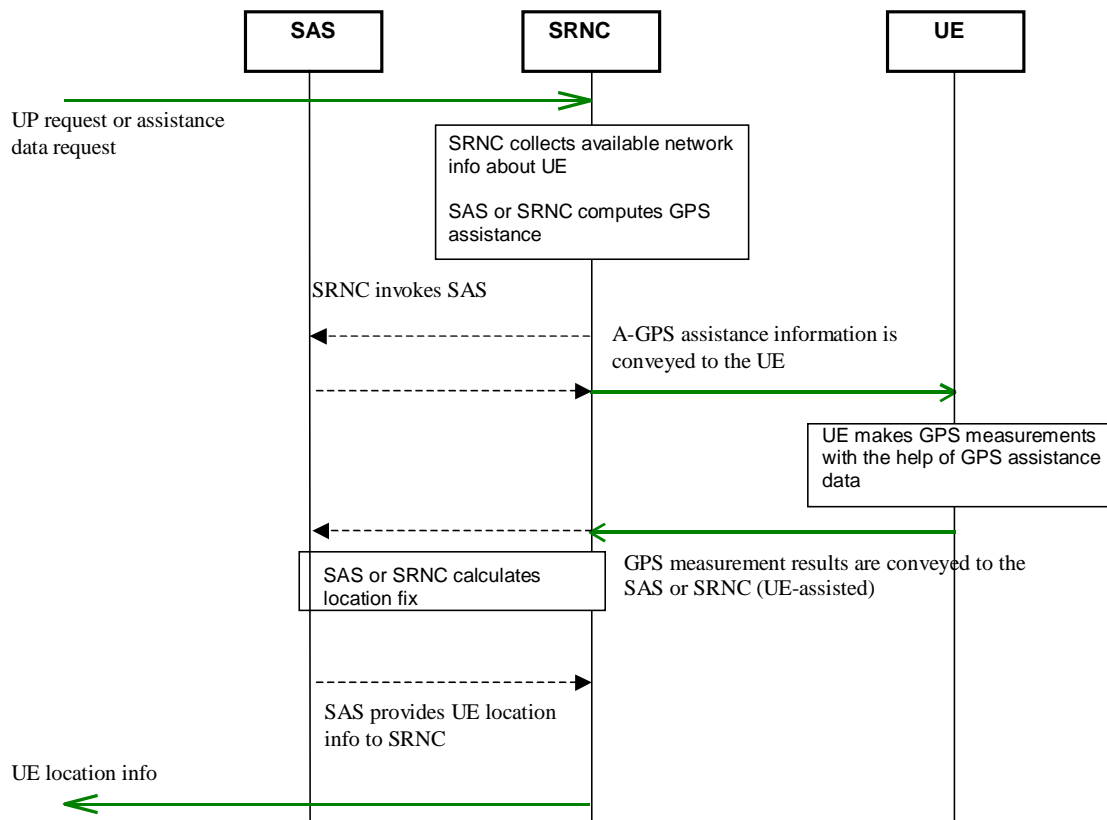 SAS
SRNC
UE
UP request or assistance
data request
SRNC collects available network
info about UE
SAS or SRNC computes GPS
assistance
SRNC invokes SAS
A-GPS assistance information is
conveyed to the UE
UE makes GPS measurements
with the help of GPS assistance
data
GPS measurement results are conveyed to the
SAS or SRNC (UE-assisted)
SAS or SRNC calculates
location fix
SAS provides UE location
info to SRNC
UE location info